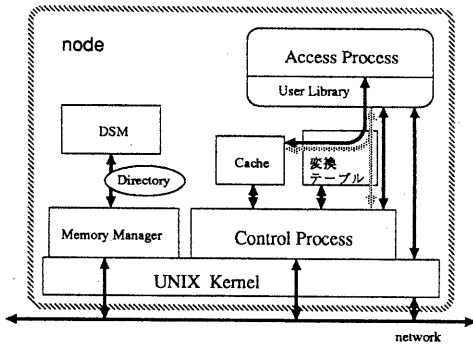 node
Access Process
User Library
DSM
Directory
Cache
変換
テーブル
Memory Manager
Control Process
UNIX Kernel
network